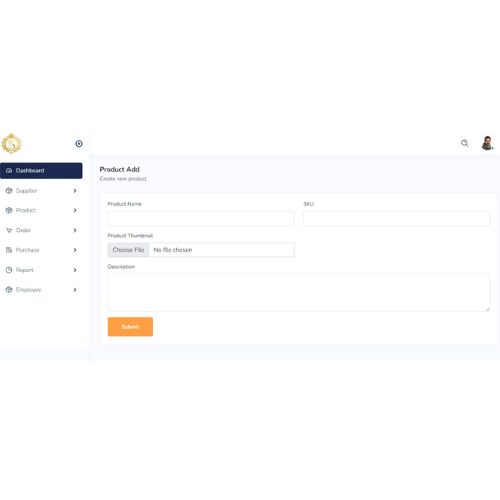 Dashboard
Supplier
Product
Order
Purchase
Report
Employee
Product Add
Create new product
Product Name
SKU
Product Thumbnail
Choose File No file chosen
Description
Submit